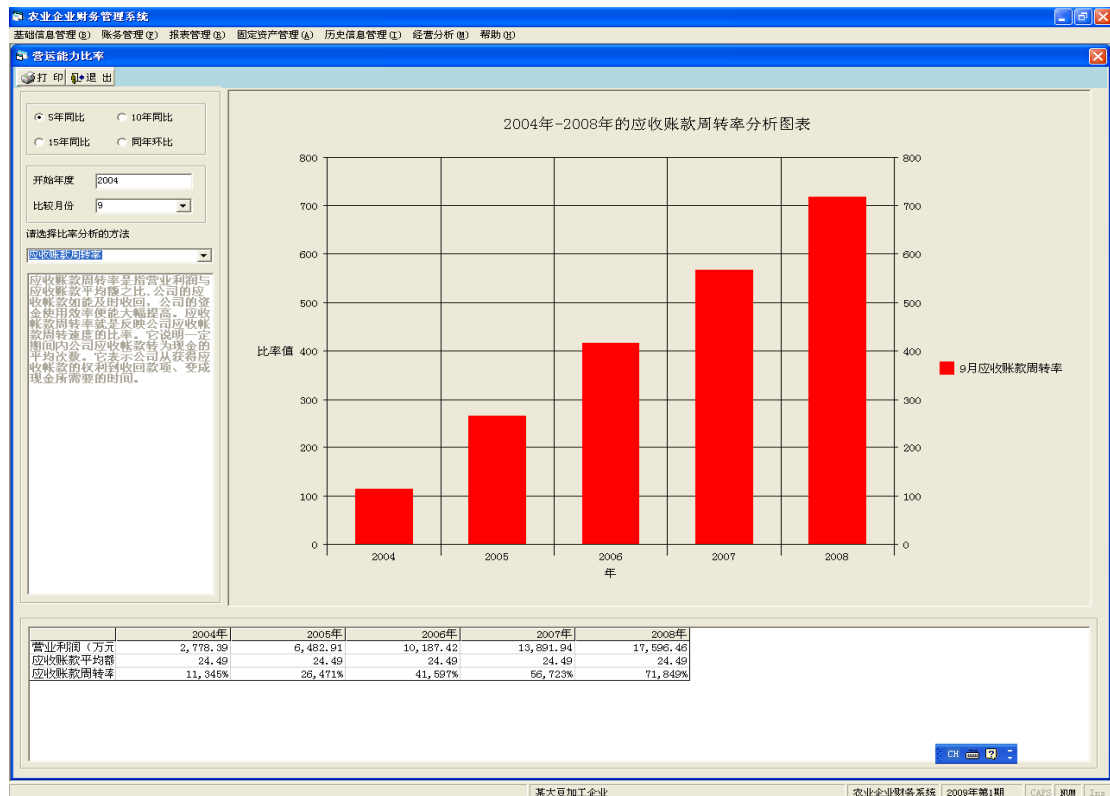 农业企业财务管理系统
基础信息管理(B) 账务管理(F) 报表管理(R) 固定资产管理(A) 历史信息管理(I) 经营分析(M) 帮助(H)
营运能力比率
打 印 退 出
5年同比 10年同比
15年同比 同年环比
开始年度 2004
比较月份 9
请选择比率分析的方法
应收账款周转率
应收账款周转率是指营业利润与
应收账款平均额之比.公司的应
收帐款如能及时收回，公司的资
金使用效率便能大幅提高。应收
帐款周转率就是反映公司应收帐
款周转速度的比率。它说明一定
期间内公司应收帐款转为现金的
平均次数。它表示公司从获得应
收帐款的权利到收回款项、变成
现金所需要的时间。
2004年-2008年的应收账款周转率分析图表
800 800
700 700
600 600
500 500
比率值 400 400
9月应收账款周转率
300 300
200 200
100 100
0 0
2004 2005 2006 2007 2008
年
2004年 2005年 2006年 2007年 2008年
营业利润（万元 2,778.39 6,482.91 10,187.42 13,891.94 17,596.46
应收账款平均额 24.49 24.49 24.49 24.49 24.49
应收账款周转率 11,345% 26,471% 41,597% 56,723% 71,849%
CH
某大豆加工企业 农业企业财务系统 2009年第1期 CAPS NUM Ins